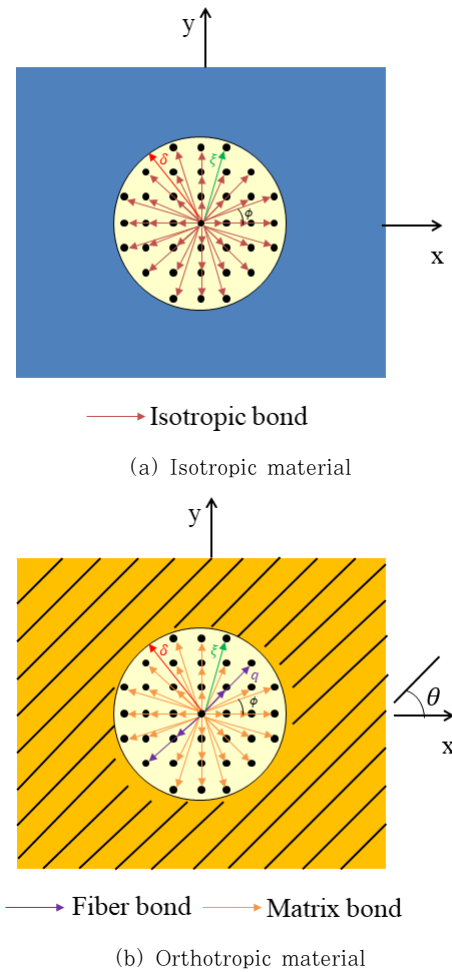 y
δ
ξ
ϕ
x
Isotropic bond
(a) Isotropic material
y
δ
ξ
q
ϕ
θ
x
Fiber bond
Matrix bond
(b) Orthotropic material